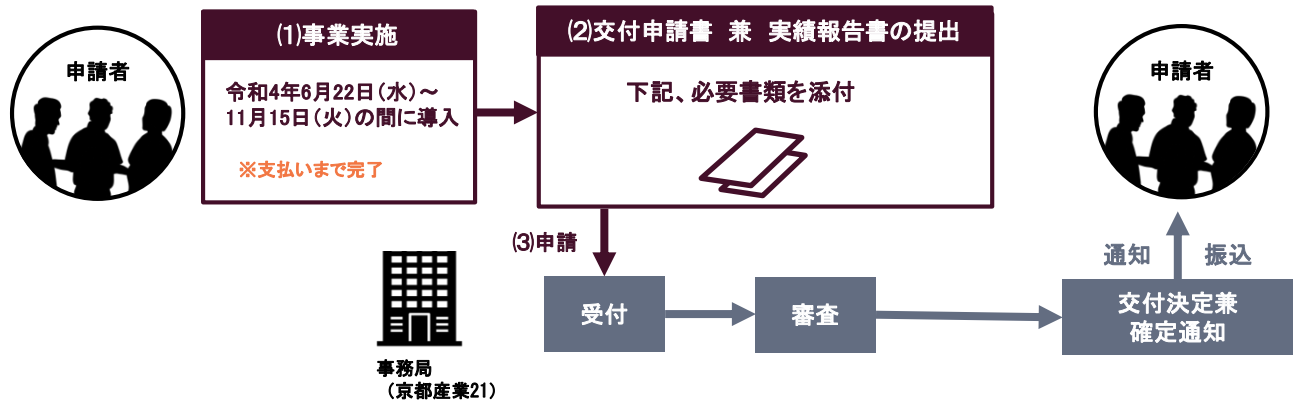 申請者
(1)事業実施
令和4年6月22日(水)～
11月15日(火)の間に導入
※支払いまで完了
(2)交付申請書 兼 実績報告書の提出
下記、必要書類を添付
(3)申請
受付
審査
交付決定兼
確定通知
通知 振込
申請者
事務局
(京都産業21)